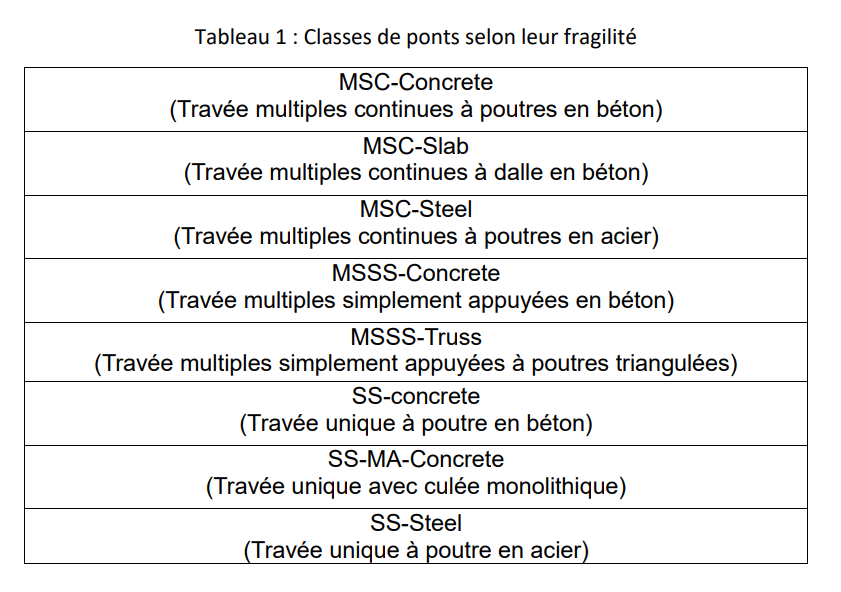 Tableau 1 : Classes de ponts selon leur fragilité
MSC-Concrete
(Travée multiples continues à poutres en béton)
MSC-Slab
(Travée multiples continues à dalle en béton)
MSC-Steel
(Travée multiples continues à poutres en acier)
MSSS-Concrete
(Travée multiples simplement appuyées en béton)
MSSS-Truss
(Travée multiples simplement appuyées à poutres triangulées)
SS-concrete
(Travée unique à poutre en béton)
SS-MA-Concrete
(Travée unique avec culée monolithique)
SS-Steel
(Travée unique à poutre en acier)